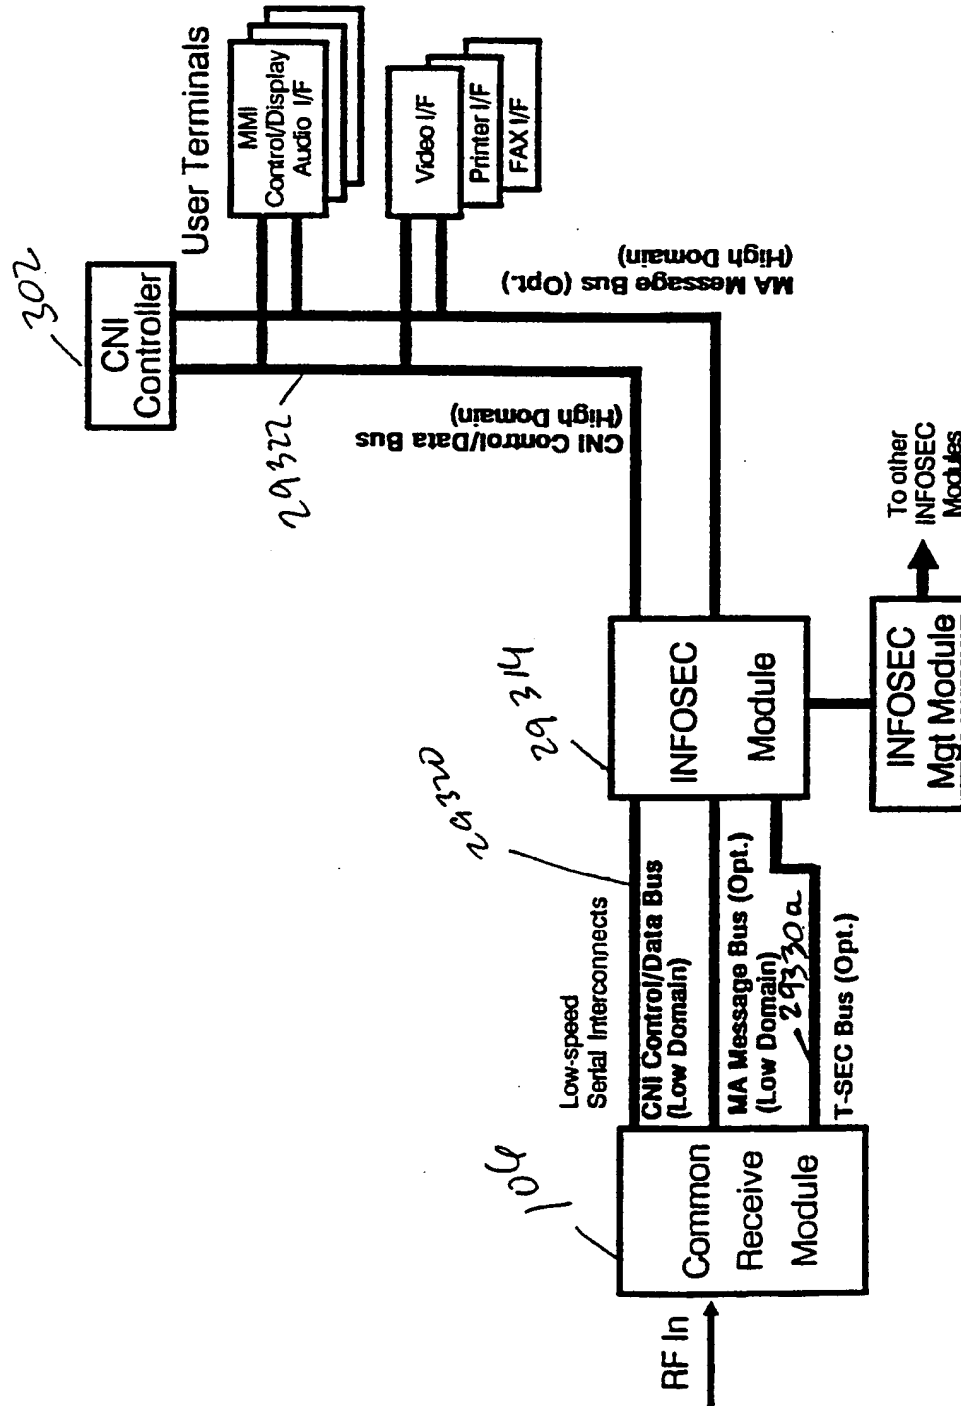 302
CNI
Controller
User Terminals
MMI
Control/Display
Audio I/F
Video I/F
Printer I/F
FAX I/F
29322
CNI Control/Data Bus
(High Domain)
MA Message Bus (Opt.)
(High Domain)
29314
INFOSEC
Module
INFOSEC
Mgt Module
To other
INFOSEC
Modules
29320
Low-speed
Serial Interconnects
CNI Control/Data Bus
(Low Domain)
MA Message Bus (Opt.)
(Low Domain)
29330a
T-SEC Bus (Opt.)
104
Common
Receive
Module
RF In